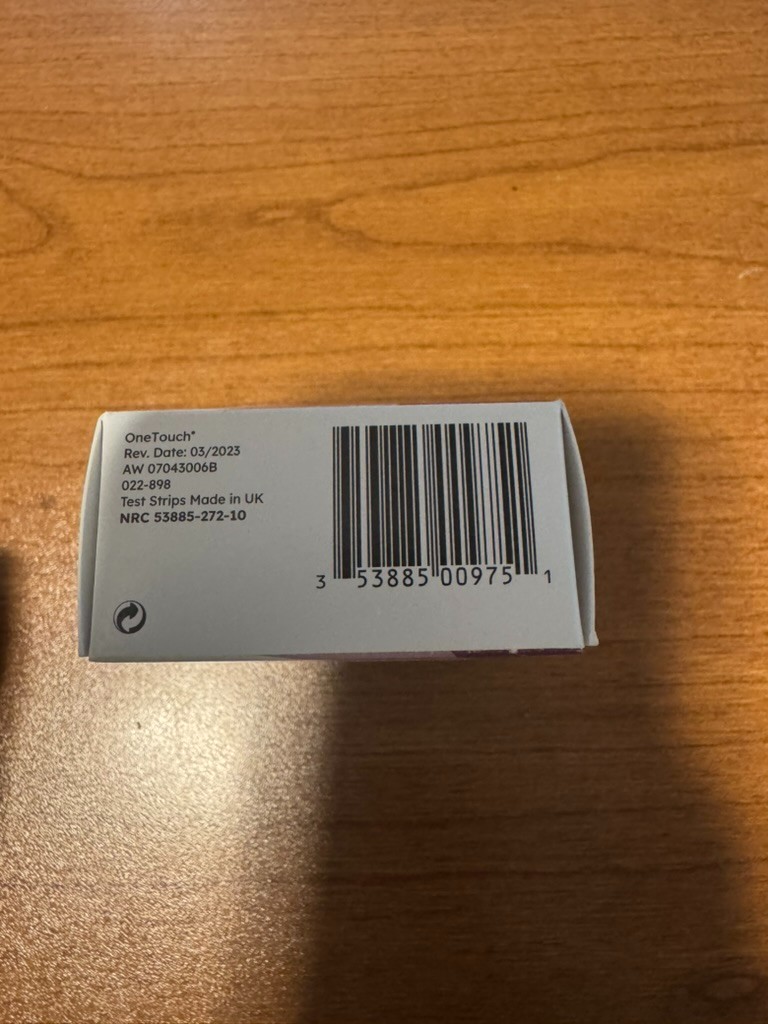 OneTouch®
Rev. Date: 03/2023
AW 07043006B
022-898
Test Strips Made in UK
NRC 53885-272-10
3 53885 00975 1